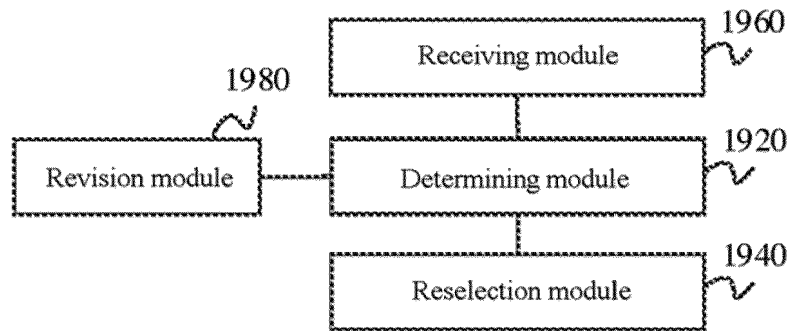 1960
Receiving module
1980
1920
Revision module
Determining module
1940
Reselection module